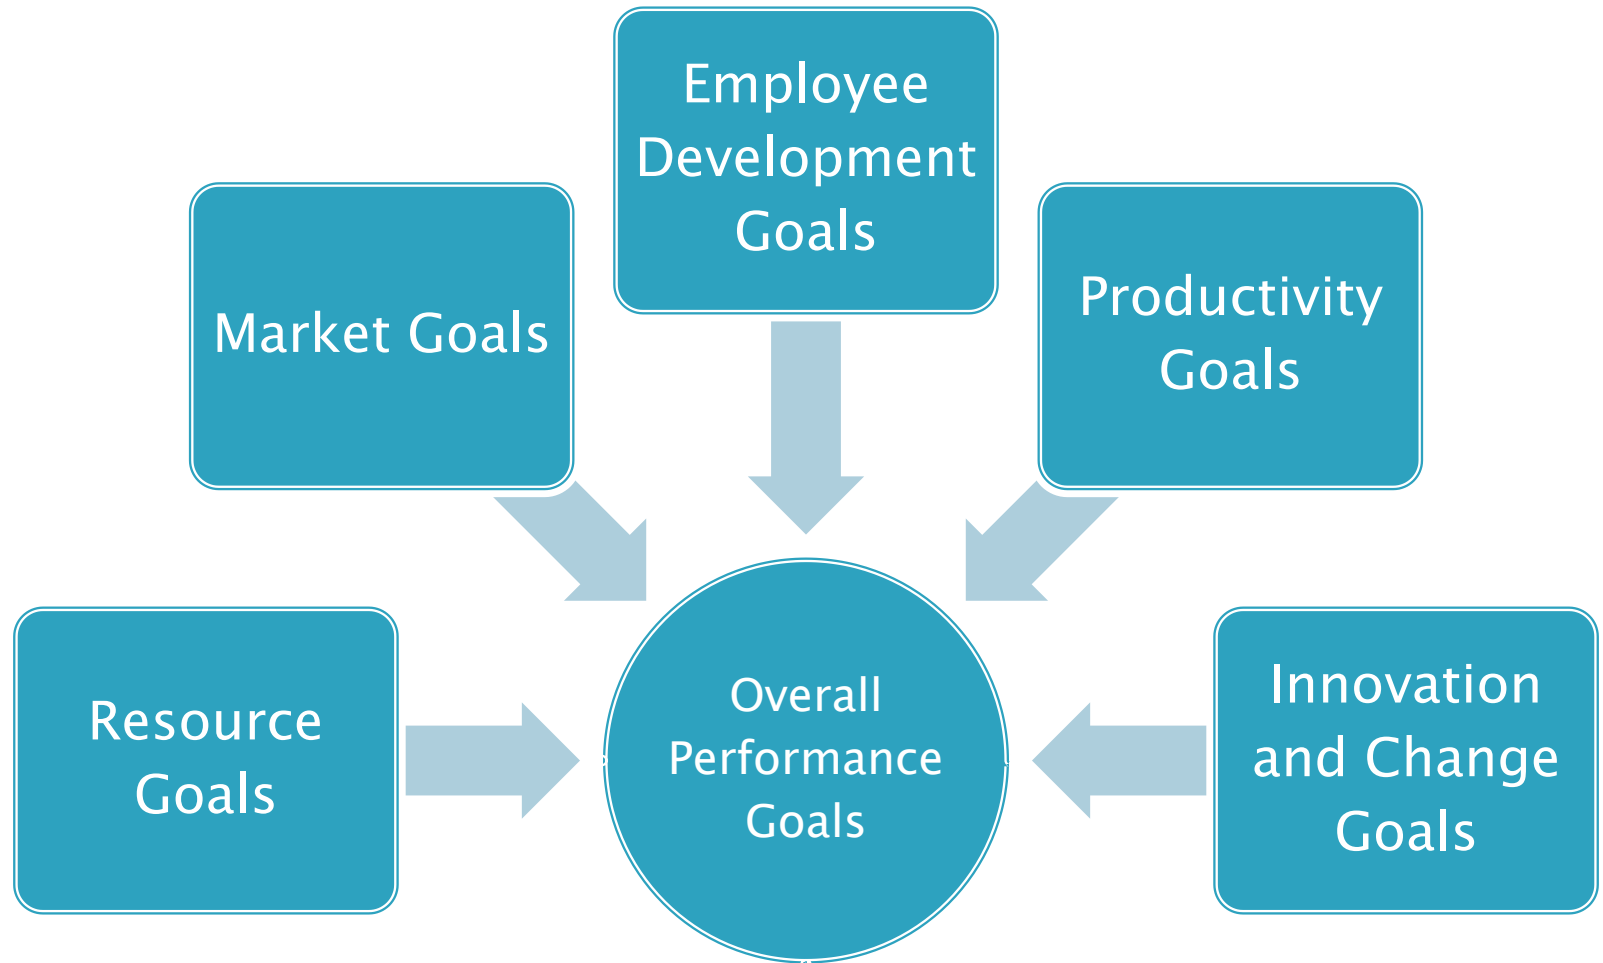 Employee
Development
Goals
Market Goals
Productivity
Goals
Resource
Goals
Overall
Performance
Goals
Innovation
and Change
Goals